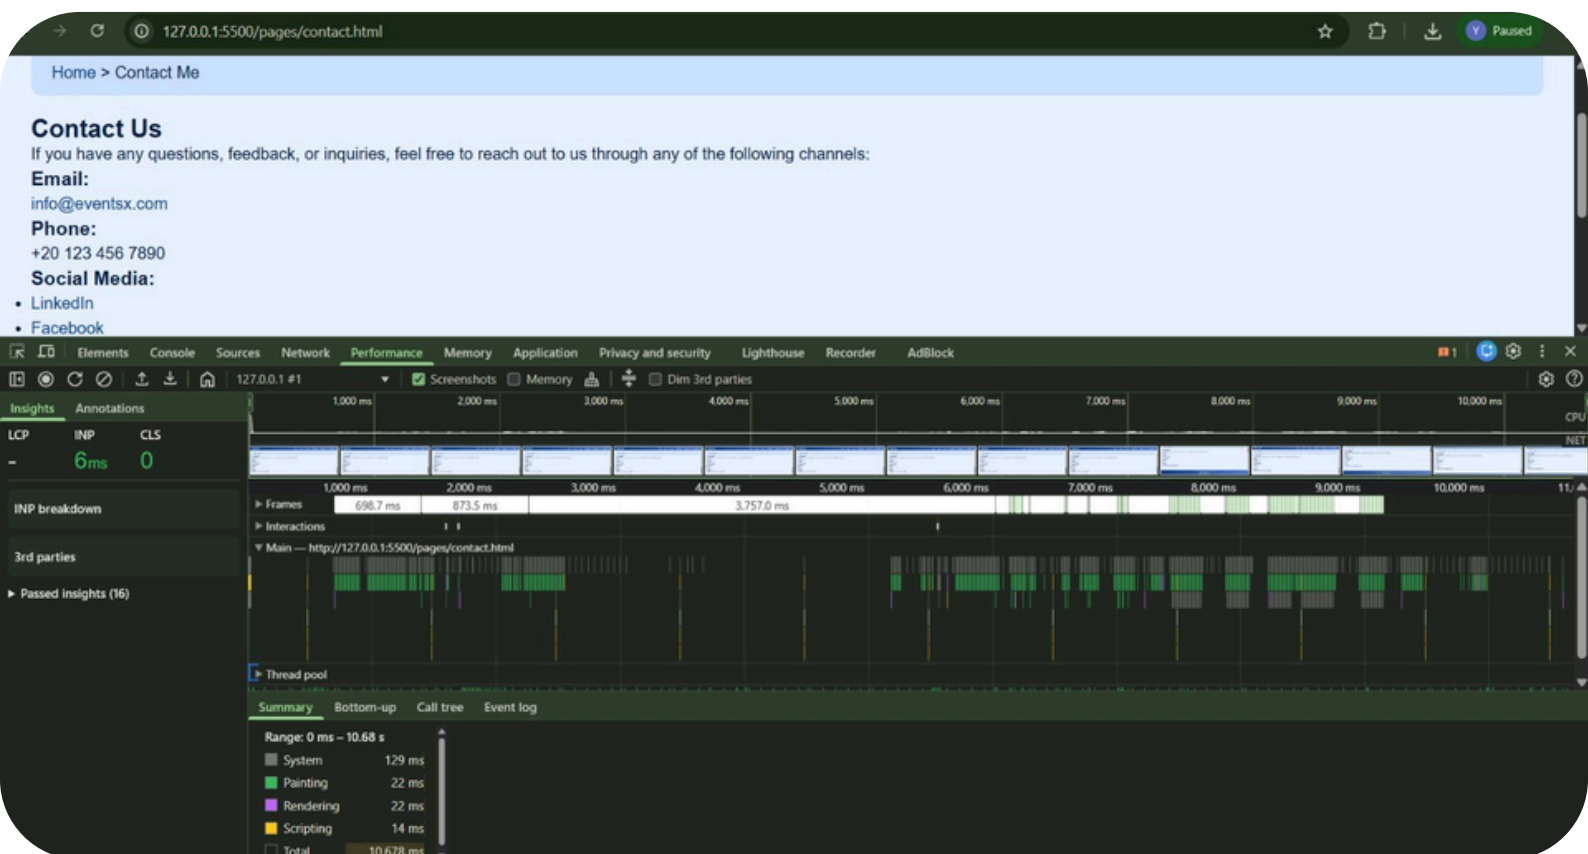 127.0.0.1:5500/pages/contact.html
Y Paused
Home > Contact Me
Contact Us
If you have any questions, feedback, or inquiries, feel free to reach out to us through any of the following channels:
Email:
info@eventsx.com
Phone:
+20 123 456 7890
Social Media:
• LinkedIn
• Facebook
Elements Console Sources Network Performance Memory Application Privacy and security Lighthouse Recorder AdBlock 1
127.0.0.1 #1 Screenshots Memory Dim 3rd parties
Insights Annotations
LCP INP CLS
- 6ms 0
INP breakdown
3rd parties
Passed insights (16)
1,000 ms 2,000 ms 3,000 ms 4,000 ms 5,000 ms 6,000 ms 7,000 ms 8,000 ms 9,000 ms 10,000 ms
CPU
NET
1,000 ms 2,000 ms 3,000 ms 4,000 ms 5,000 ms 6,000 ms 7,000 ms 8,000 ms 9,000 ms 10,000 ms 11,
Frames 698.7 ms 873.5 ms 3,757.0 ms
Interactions
Main — http://127.0.0.1:5500/pages/contact.html
Thread pool
Summary Bottom-up Call tree Event log
Range: 0 ms – 10.68 s
System 129 ms
Painting 22 ms
Rendering 22 ms
Scripting 14 ms
Total 10,678 ms